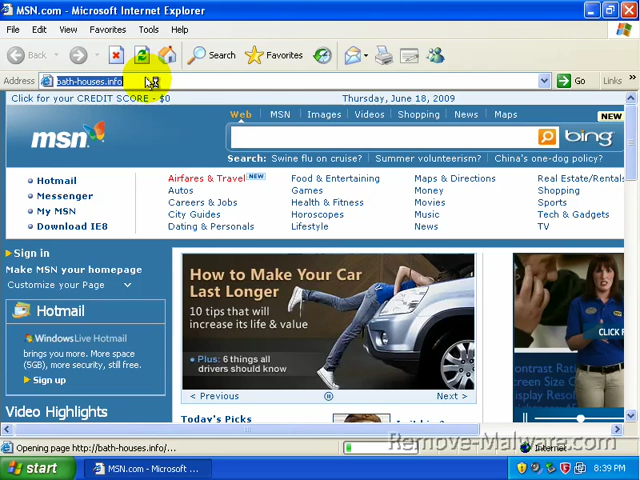 MSN.com - Microsoft Internet Explorer
File Edit View Favorites Tools Help
Back Search Favorites
Address bath-houses.info Go Links »
Click for your CREDIT SCORE - $0 Thursday, June 18, 2009
msn
Web MSN Images Videos Shopping News Maps NEW
bing
Search: Swine flu on cruise? Summer volunteerism? China's one-dog policy?
Hotmail
Messenger
My MSN
Download IE8
Airfares & Travel NEW
Autos
Careers & Jobs
City Guides
Dating & Personals
Food & Entertaining
Games
Health & Fitness
Horoscopes
Lifestyle
Maps & Directions
Money
Movies
Music
News
Real Estate/Rentals
Shopping
Sports
Tech & Gadgets
TV
Sign in
Make MSN your homepage
Customize your Page
Hotmail
Windows Live Hotmail
brings you more. More space
(5GB), more security, still free.
Sign up
Video Highlights
How to Make Your Car
Last Longer
10 tips that will
increase its life & value
Plus: 6 things all
drivers should know
< Previous Next >
Today's Picks
CLICK F
Contrast Ratio
Screen Size
Opening page http://bath-houses.info/... Internet
Remove-Malware.com
start MSN.com - Microsoft ... 8:39 PM